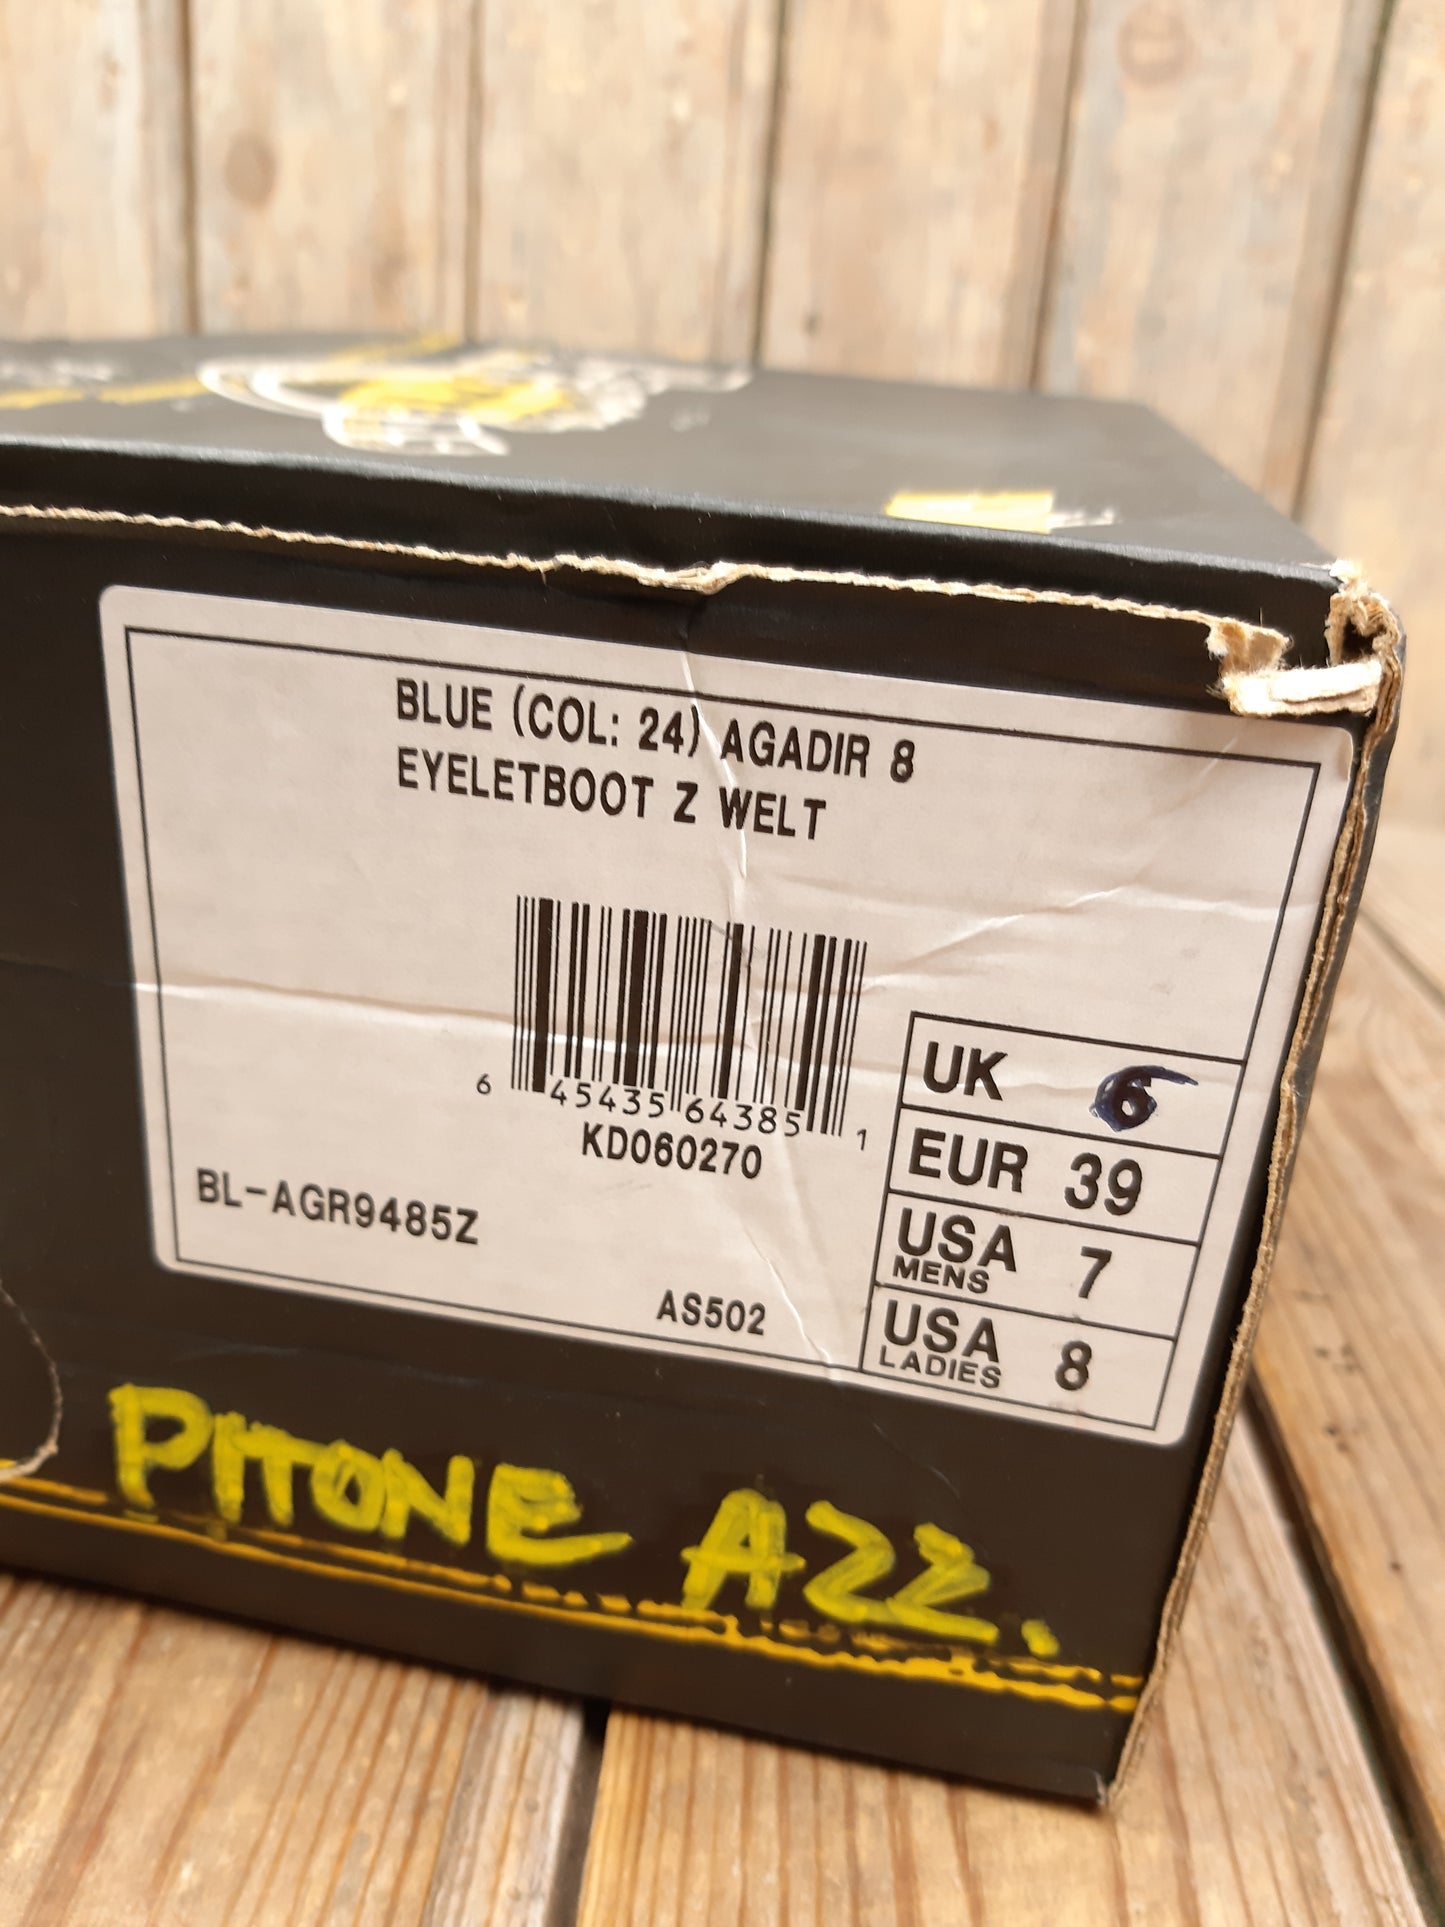 BLUE (COL: 24) AGADIR 8
EYELETBOOT Z WELT
6 45435 64385 1
KD060270
BL-AGR9485Z
AS502
UK 6
EUR 39
USA MENS 7
USA LADIES 8
PITONE AZZ.